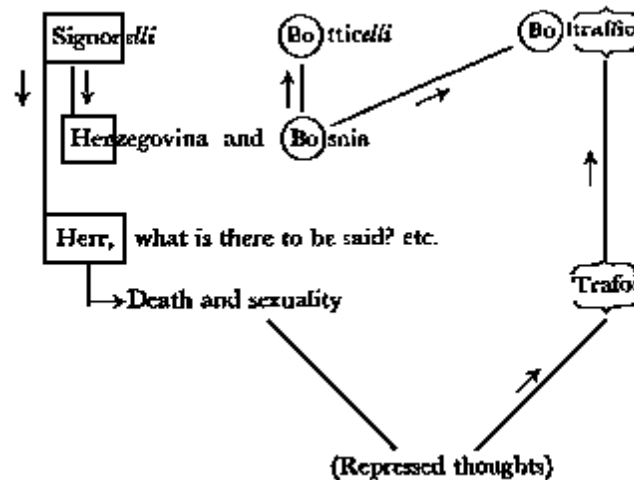 Signorelli Botticelli Boltraffio
Herzegovina and Bosnia
Herr, what is there to be said? etc.
Death and sexuality Trafoi
(Repressed thoughts)